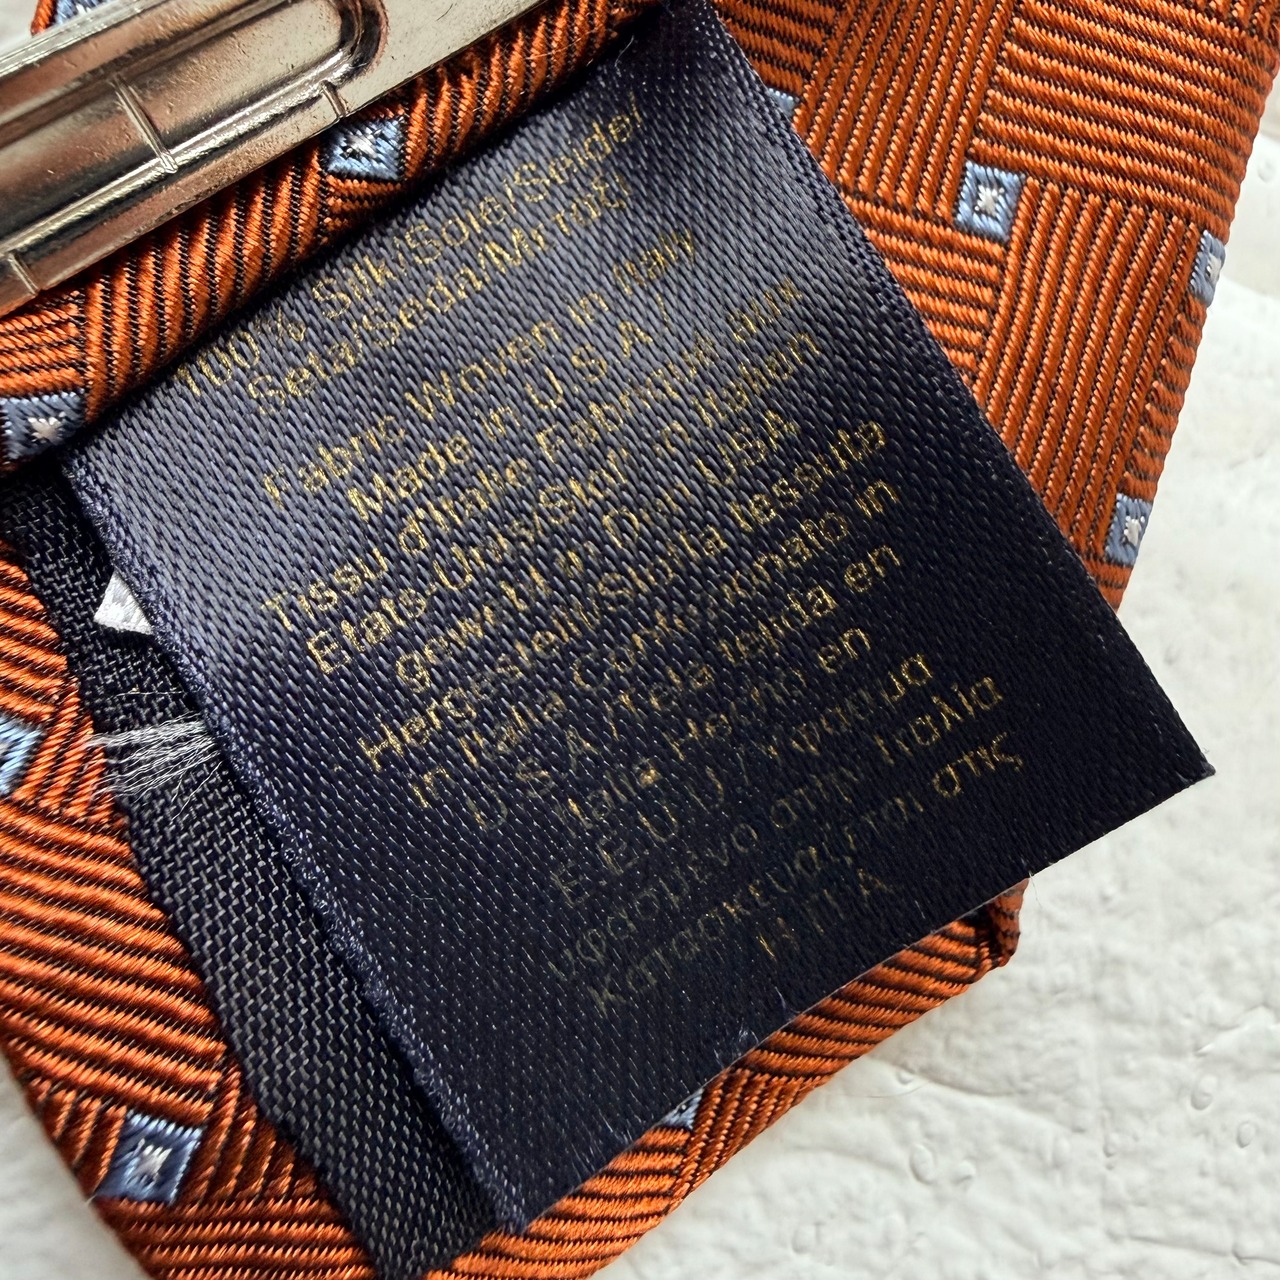 100% Silk/Soie/Seide/
Seta/Seda/Μετάξι
Fabric Woven in Italy
Made in U.S.A /
Tissu d'Italie Fabriqué aux
Etats-Unis/Stoff in Italien
gewebt in Den USA
Hergestellt/Stoffa tessuta
in Italia Confezionato in
U S A / Tela tejida en
Italia Hecho en
E.E.U.U / Υφασμα
υφασμένο στην Ιταλία
Κατασκευάζεται στις
Η Π Α